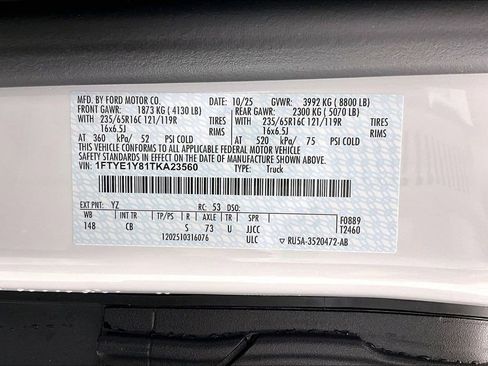 MFD. BY FORD MOTOR CO. 10/25 GVWR: 3992 KG ( 8800 LB)
FRONT GAWR: 1873 KG ( 4130 LB) REAR GAWR: 2300 KG ( 5070 LB)
WITH 235/65R16C 121/119R TIRES WITH 235/65R16C 121/119R TIRES
16x6.5J RIMS 16x6.5J RIMS
AT 360 kPa/ 52 PSI COLD AT 520 kPa/ 75 PSI COLD
THIS VEHICLE CONFORMS TO ALL APPLICABLE FEDERAL MOTOR VEHICLE
SAFETY STANDARDS IN EFFECT ON THE DATE OF MANUFACTURE SHOWN ABOVE.
VIN: 1FTYE1Y81TKA23560 TYPE: Truck
EXT PNT: YZ RC: 53 DSO:
WB INT TR TP/PS R AXLE TR SPR F0889
148 CB S 73 U JJCC T2460
1202510316076 ULC RU5A-3520472-AB